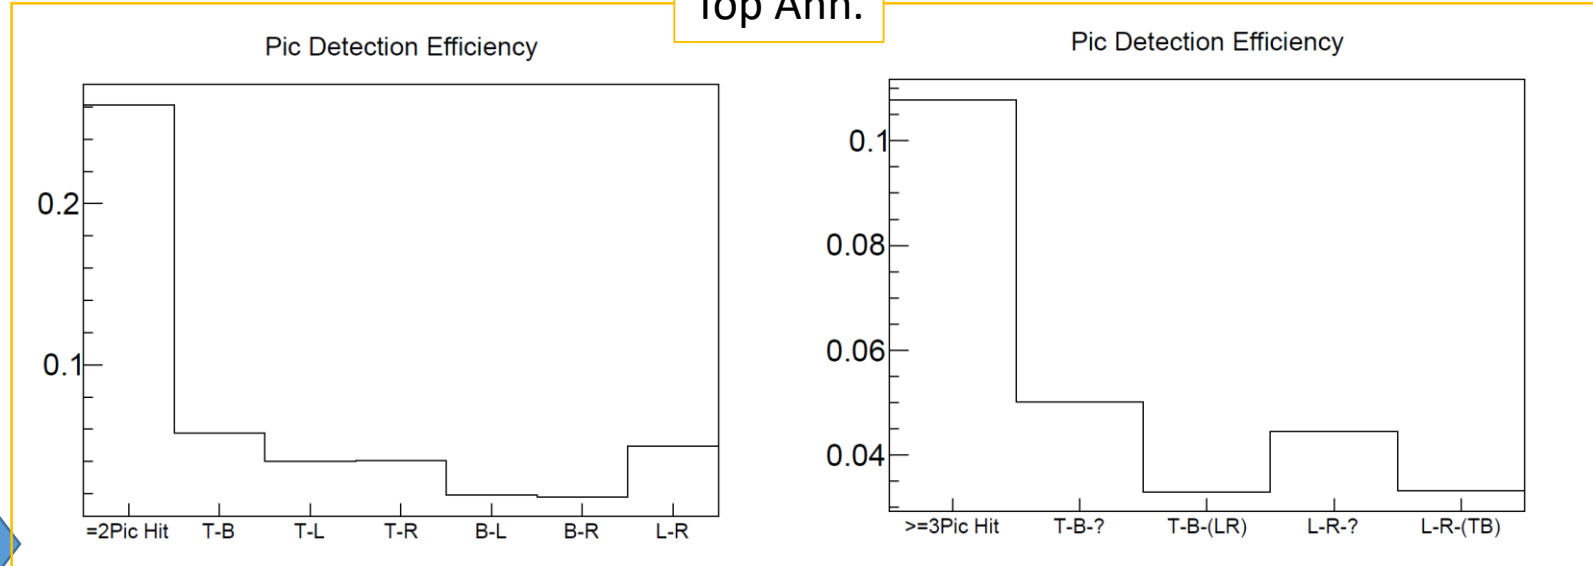 Top Ann.
Pic Detection Efficiency
0.2
0.1
=2Pic Hit T-B T-L T-R B-L B-R L-R
Pic Detection Efficiency
0.1
0.08
0.06
0.04
>=3Pic Hit T-B-? T-B-(LR) L-R-? L-R-(TB)